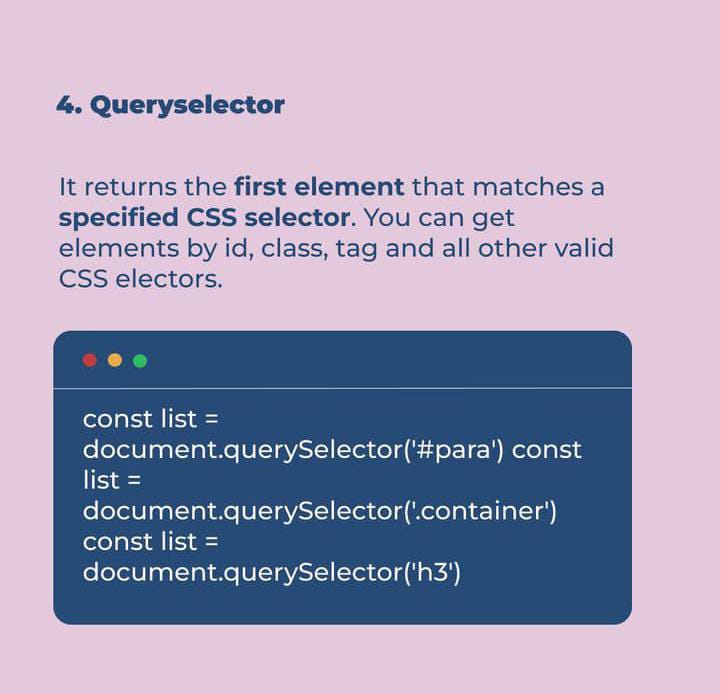 4. Queryselector
It returns the first element that matches a
specified CSS selector. You can get
elements by id, class, tag and all other valid
CSS electors.
const list =
document.querySelector('#para') const
list =
document.querySelector('.container')
const list =
document.querySelector('h3')